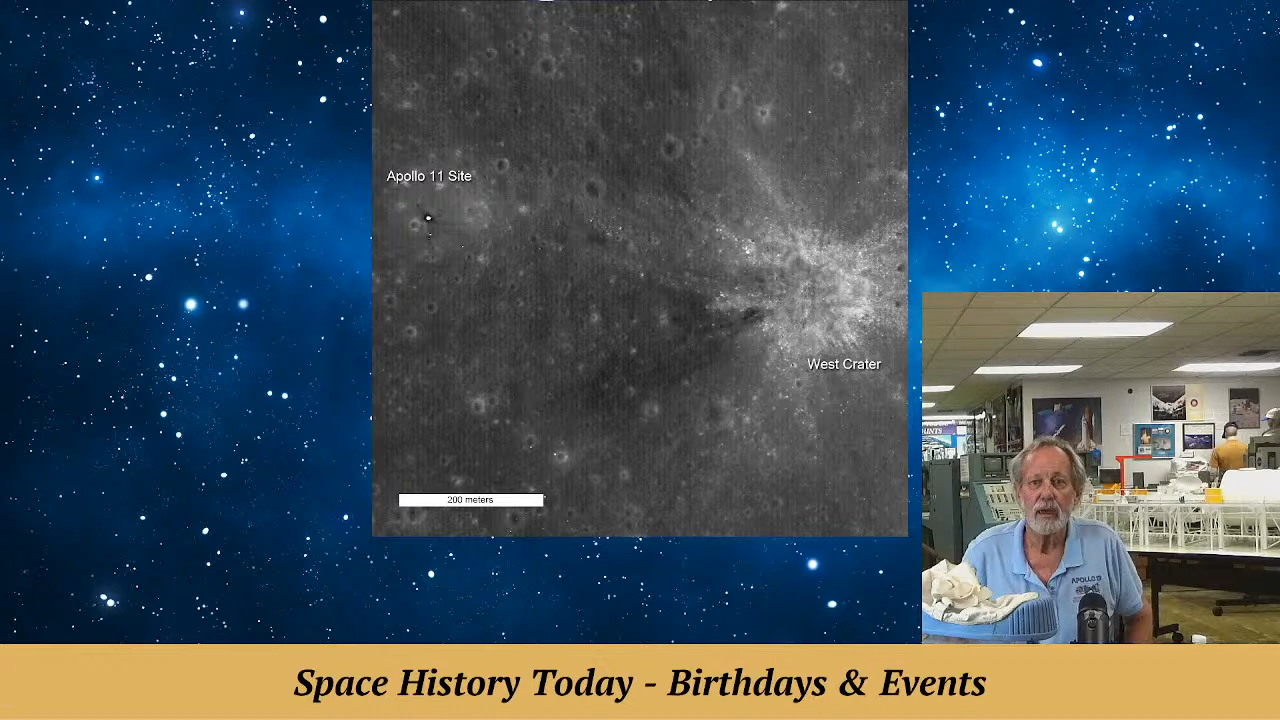 Apollo 11 Site
West Crater
200 meters
Space History Today - Birthdays & Events